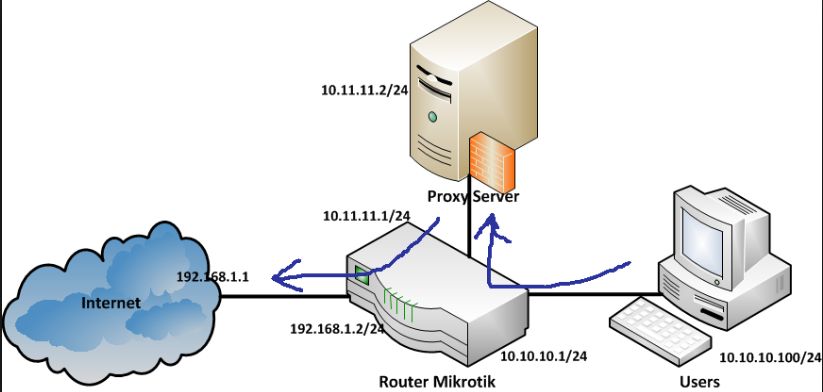 10.11.11.2/24
Proxy Server
10.11.11.1/24
192.168.1.1
Internet
192.168.1.2/24
10.10.10.1/24
10.10.10.100/24
Router Mikrotik
Users